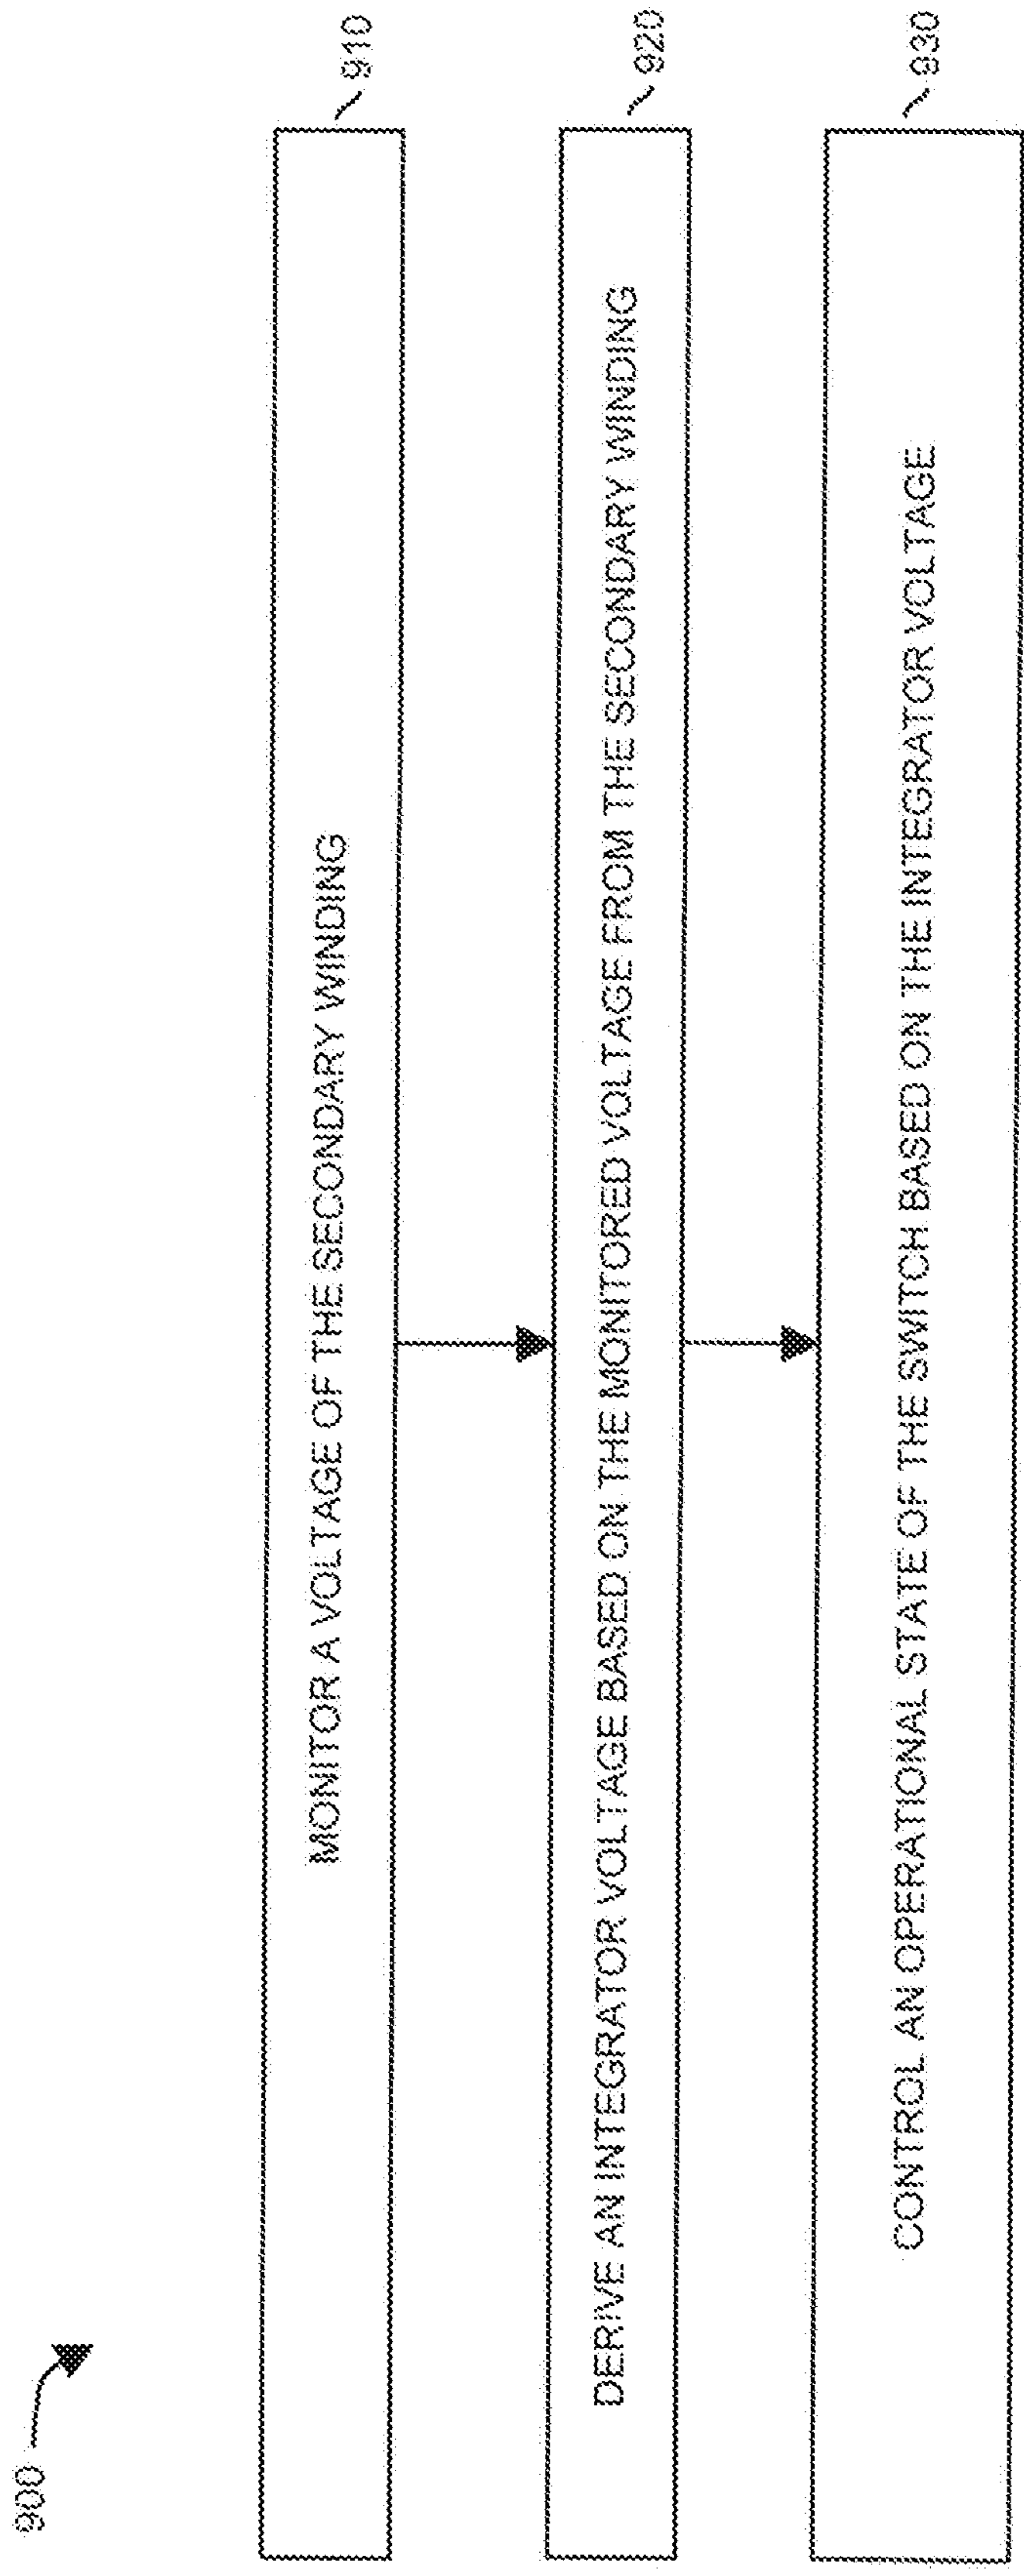 900
MONITOR A VOLTAGE OF THE SECONDARY WINDING
910
DERIVE AN INTEGRATOR VOLTAGE BASED ON THE MONITORED VOLTAGE FROM THE SECONDARY WINDING
920
CONTROL AN OPERATIONAL STATE OF THE SWITCH BASED ON THE INTEGRATOR VOLTAGE
930